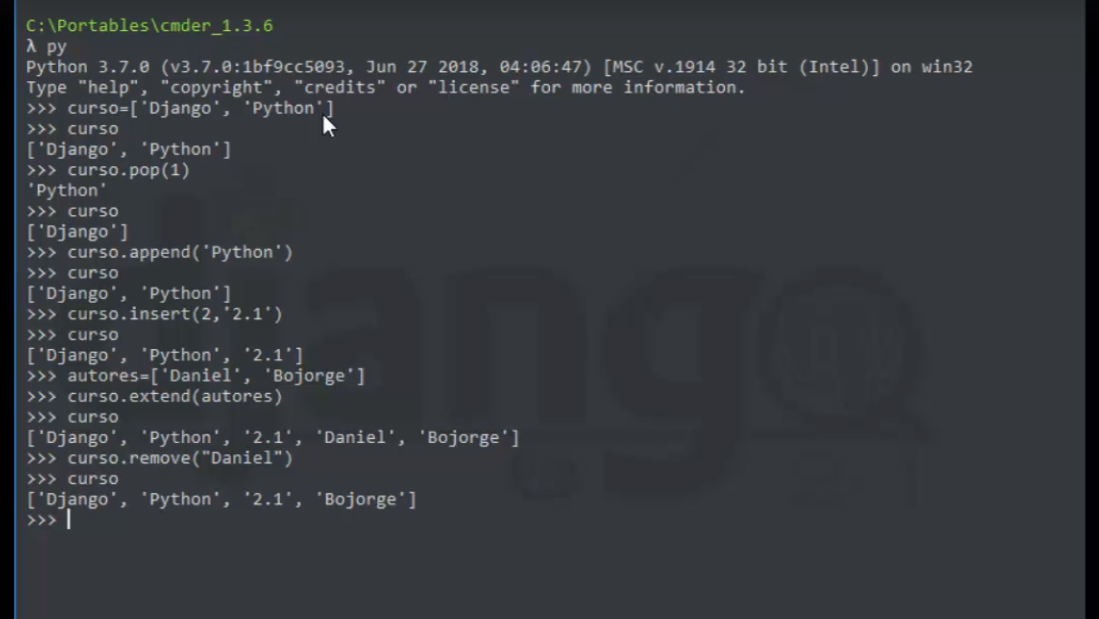 C:\Portables\cmder_1.3.6
λ py
Python 3.7.0 (v3.7.0:1bf9cc5093, Jun 27 2018, 04:06:47) [MSC v.1914 32 bit (Intel)] on win32
Type "help", "copyright", "credits" or "license" for more information.
>>> curso=['Django', 'Python']
>>> curso
['Django', 'Python']
>>> curso.pop(1)
'Python'
>>> curso
['Django']
>>> curso.append('Python')
>>> curso
['Django', 'Python']
>>> curso.insert(2,'2.1')
>>> curso
['Django', 'Python', '2.1']
>>> autores=['Daniel', 'Bojorge']
>>> curso.extend(autores)
>>> curso
['Django', 'Python', '2.1', 'Daniel', 'Bojorge']
>>> curso.remove("Daniel")
>>> curso
['Django', 'Python', '2.1', 'Bojorge']
>>>
django